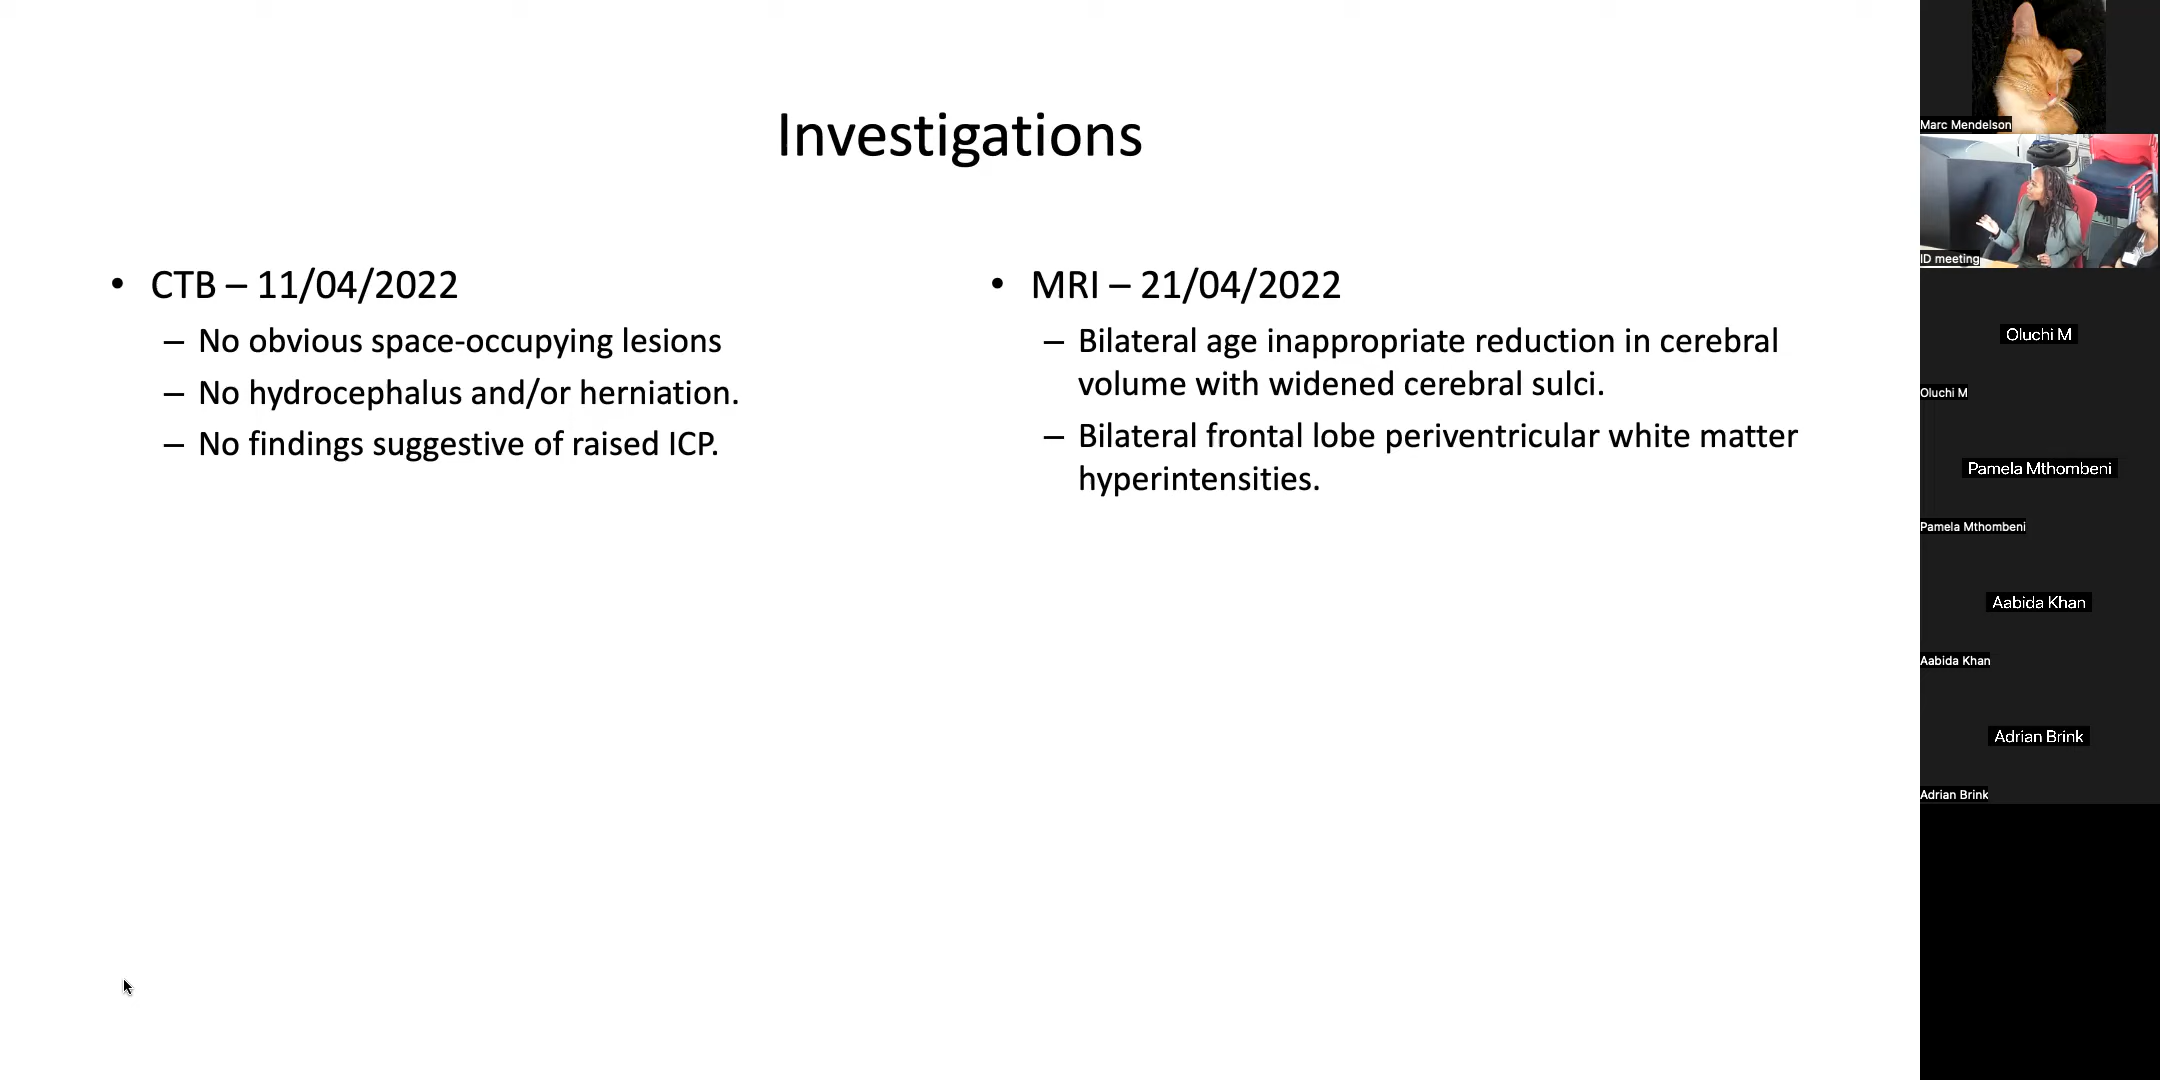 Investigations
• CTB – 11/04/2022
– No obvious space-occupying lesions
– No hydrocephalus and/or herniation.
– No findings suggestive of raised ICP.
• MRI – 21/04/2022
– Bilateral age inappropriate reduction in cerebral
volume with widened cerebral sulci.
– Bilateral frontal lobe periventricular white matter
hyperintensities.
Marc Mendelson
ID meeting
Oluchi M
Oluchi M
Pamela Mthombeni
Pamela Mthombeni
Aabida Khan
Aabida Khan
Adrian Brink
Adrian Brink